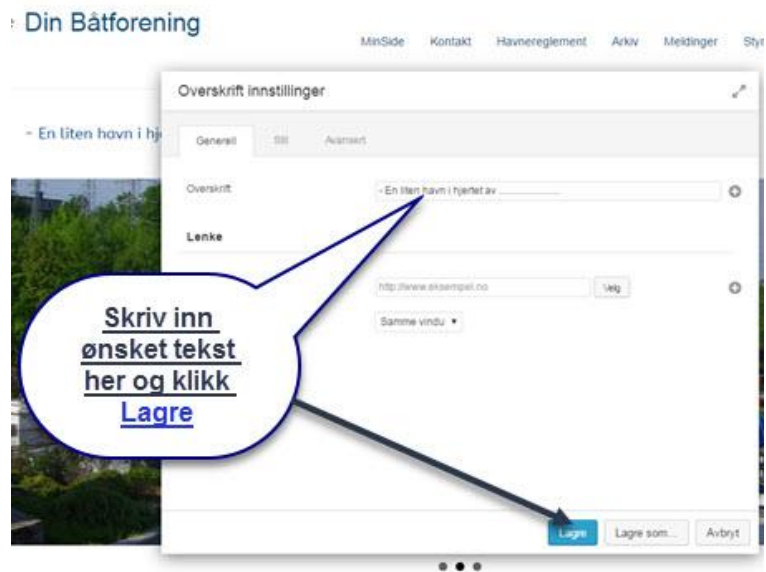 Din Båtforening
MinSide Kontakt Havnereglement Arkiv Meldinger Styr
Overskrift innstillinger
- En liten havn i hj
Generell Stil Avansert
Overskrift
- En liten havn i hjertet av ......................
Lenke
http://www.eksempel.no
Velg
Samme vindu
Skriv inn
ønsket tekst
her og klikk
Lagre
Lagre Lagre som... Avbryt